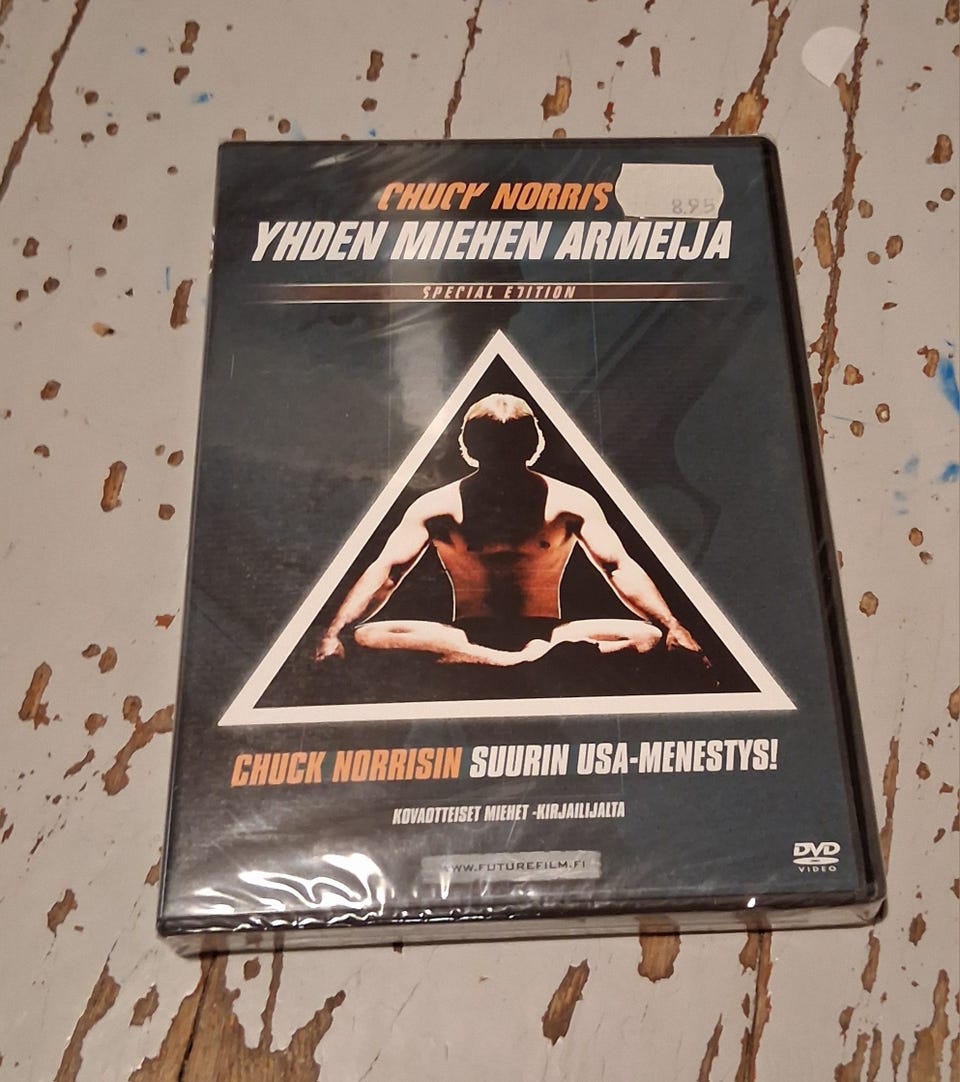 CHUCK NORRIS
8.95
YHDEN MIEHEN ARMEIJA
SPECIAL EDITION
CHUCK NORRISIN SUURIN USA-MENESTYS!
KOVAOTTEISET MIEHET -KIRJAILIJALTA
WWW.FUTUREFILM.FI
DVD
VIDEO